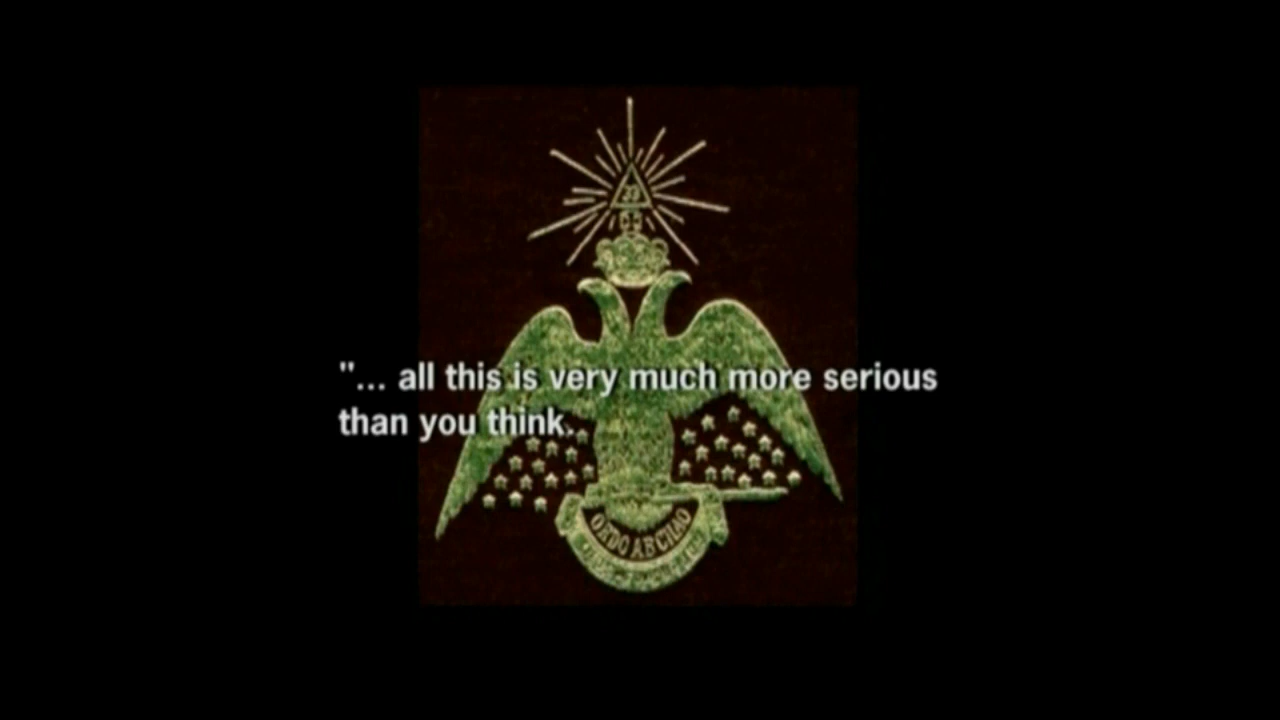 33
"... all this is very much more serious
than you think.
ORDO AB CHAO